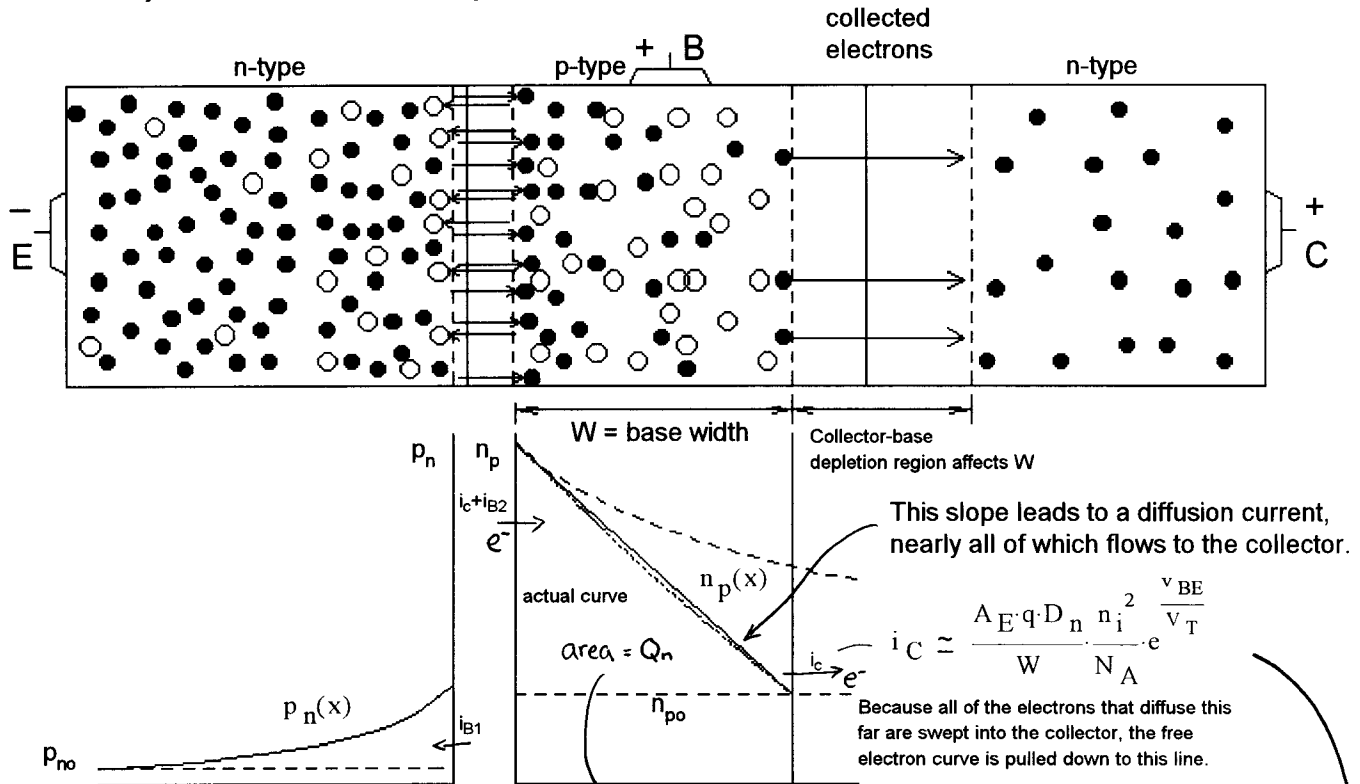 collected
electrons
n-type
p-type
+ B
n-type
−
E
+
C
W = base width
Collector-base
depletion region affects W
p_n
n_p
i_c+i_B2
e⁻
This slope leads to a diffusion current,
nearly all of which flows to the collector.
n_p(x)
actual curve
area = Q_n
i_C ≃ A_E·q·D_n / W · n_i² / N_A · e^(v_BE / V_T)
i_c
e⁻
p_n(x)
n_po
i_B1
p_no
Because all of the electrons that diffuse this
far are swept into the collector, the free
electron curve is pulled down to this line.